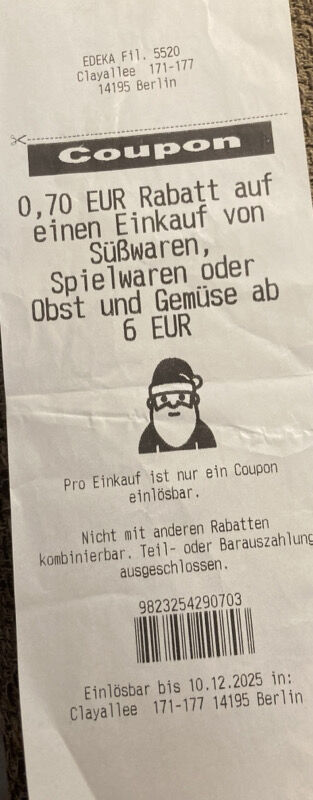 EDEKA Fil. 5520
Clayallee 171-177
14195 Berlin
Coupon
0,70 EUR Rabatt auf
einen Einkauf von
Süßwaren,
Spielwaren oder
Obst und Gemüse ab
6 EUR
Pro Einkauf ist nur ein Coupon
einlösbar.
Nicht mit anderen Rabatten
kombinierbar. Teil- oder Barauszahlung
ausgeschlossen.
9823254290703
Einlösbar bis 10.12.2025 in:
Clayallee 171-177 14195 Berlin